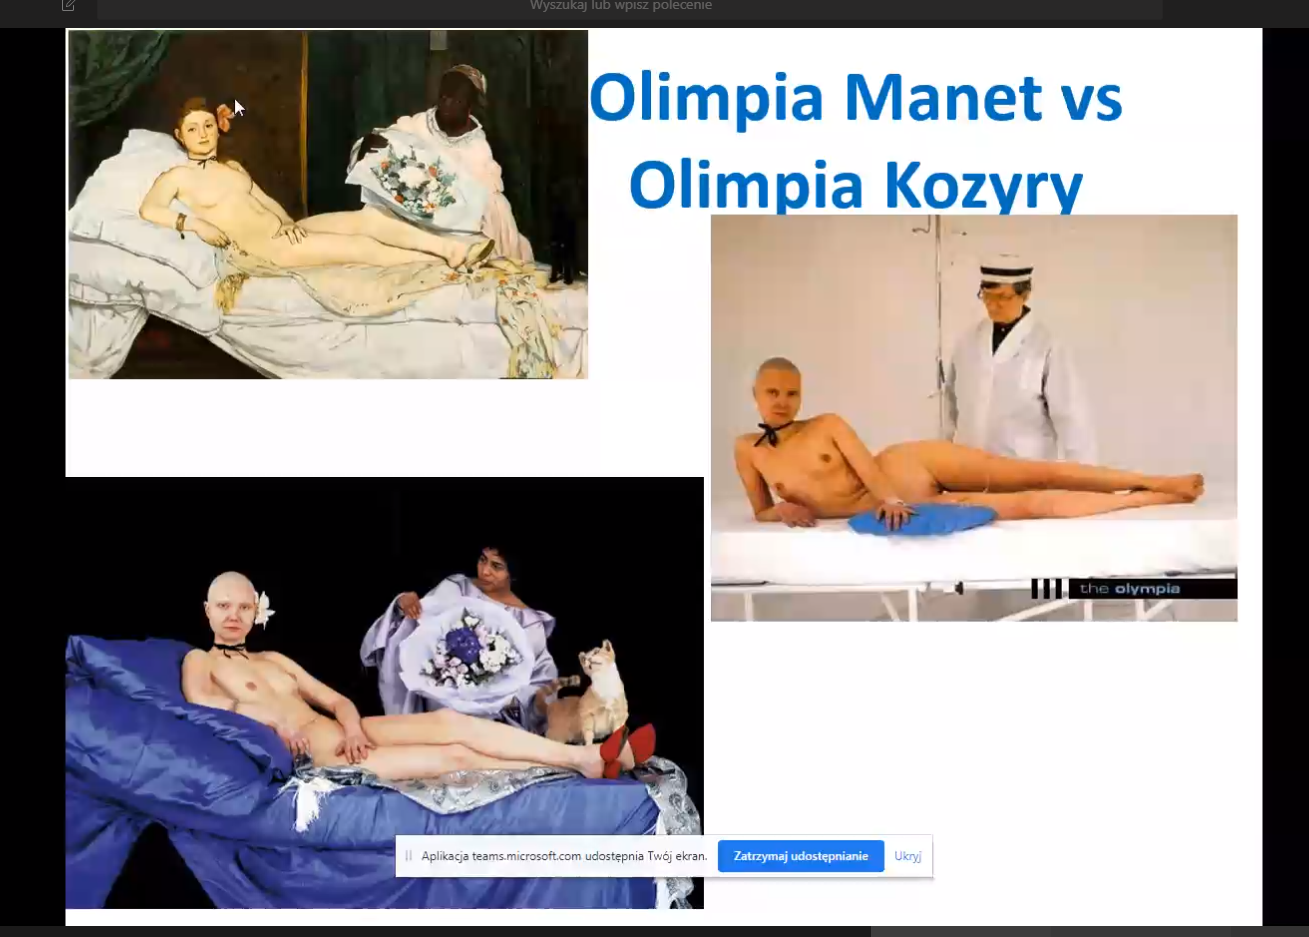 Wyszukaj lub wpisz polecenie
Olimpia Manet vs
Olimpia Kozyry
the olympia
Aplikacja teams.microsoft.com udostępnia Twój ekran.
Zatrzymaj udostępnianie
Ukryj